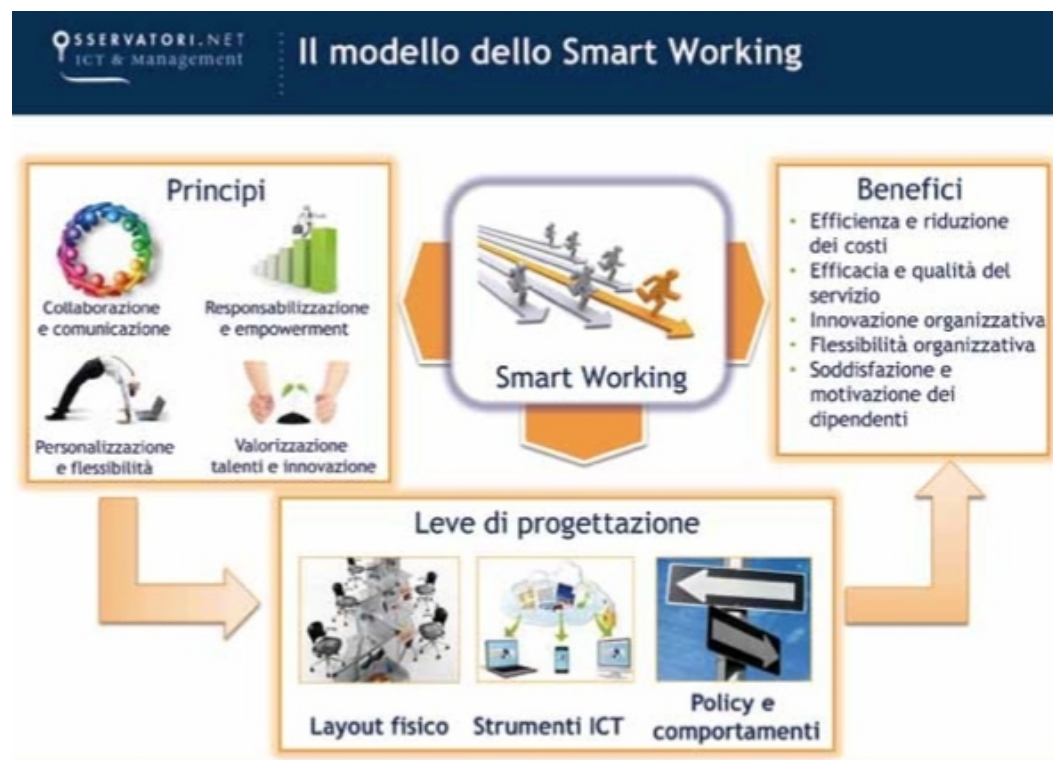 OSSERVATORI.NET
ICT & Management
Il modello dello Smart Working
Principi
Collaborazione
e comunicazione
Responsabilizzazione
e empowerment
Personalizzazione
e flessibilità
Valorizzazione
talenti e innovazione
Smart Working
Benefici
• Efficienza e riduzione
dei costi
• Efficacia e qualità del
servizio
• Innovazione organizzativa
• Flessibilità organizzativa
• Soddisfazione e
motivazione dei
dipendenti
Leve di progettazione
Layout fisico
Strumenti ICT
Policy e
comportamenti